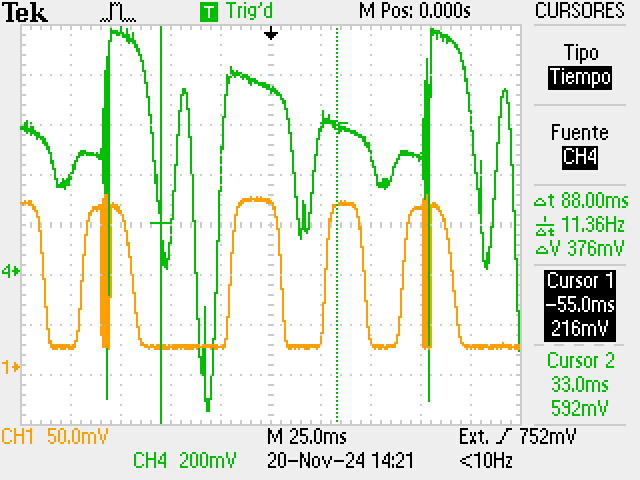 Tek T Trig'd M Pos: 0.000s CURSORES
Tipo
Tiempo
Fuente
CH4
Δt 88.00ms
1/Δt 11.36Hz
ΔV 376mV
Cursor 1
-55.0ms
216mV
Cursor 2
33.0ms
592mV
4
1
CH1 50.0mV M 25.0ms Ext. 752mV
CH4 200mV 20-Nov-24 14:21 <10Hz